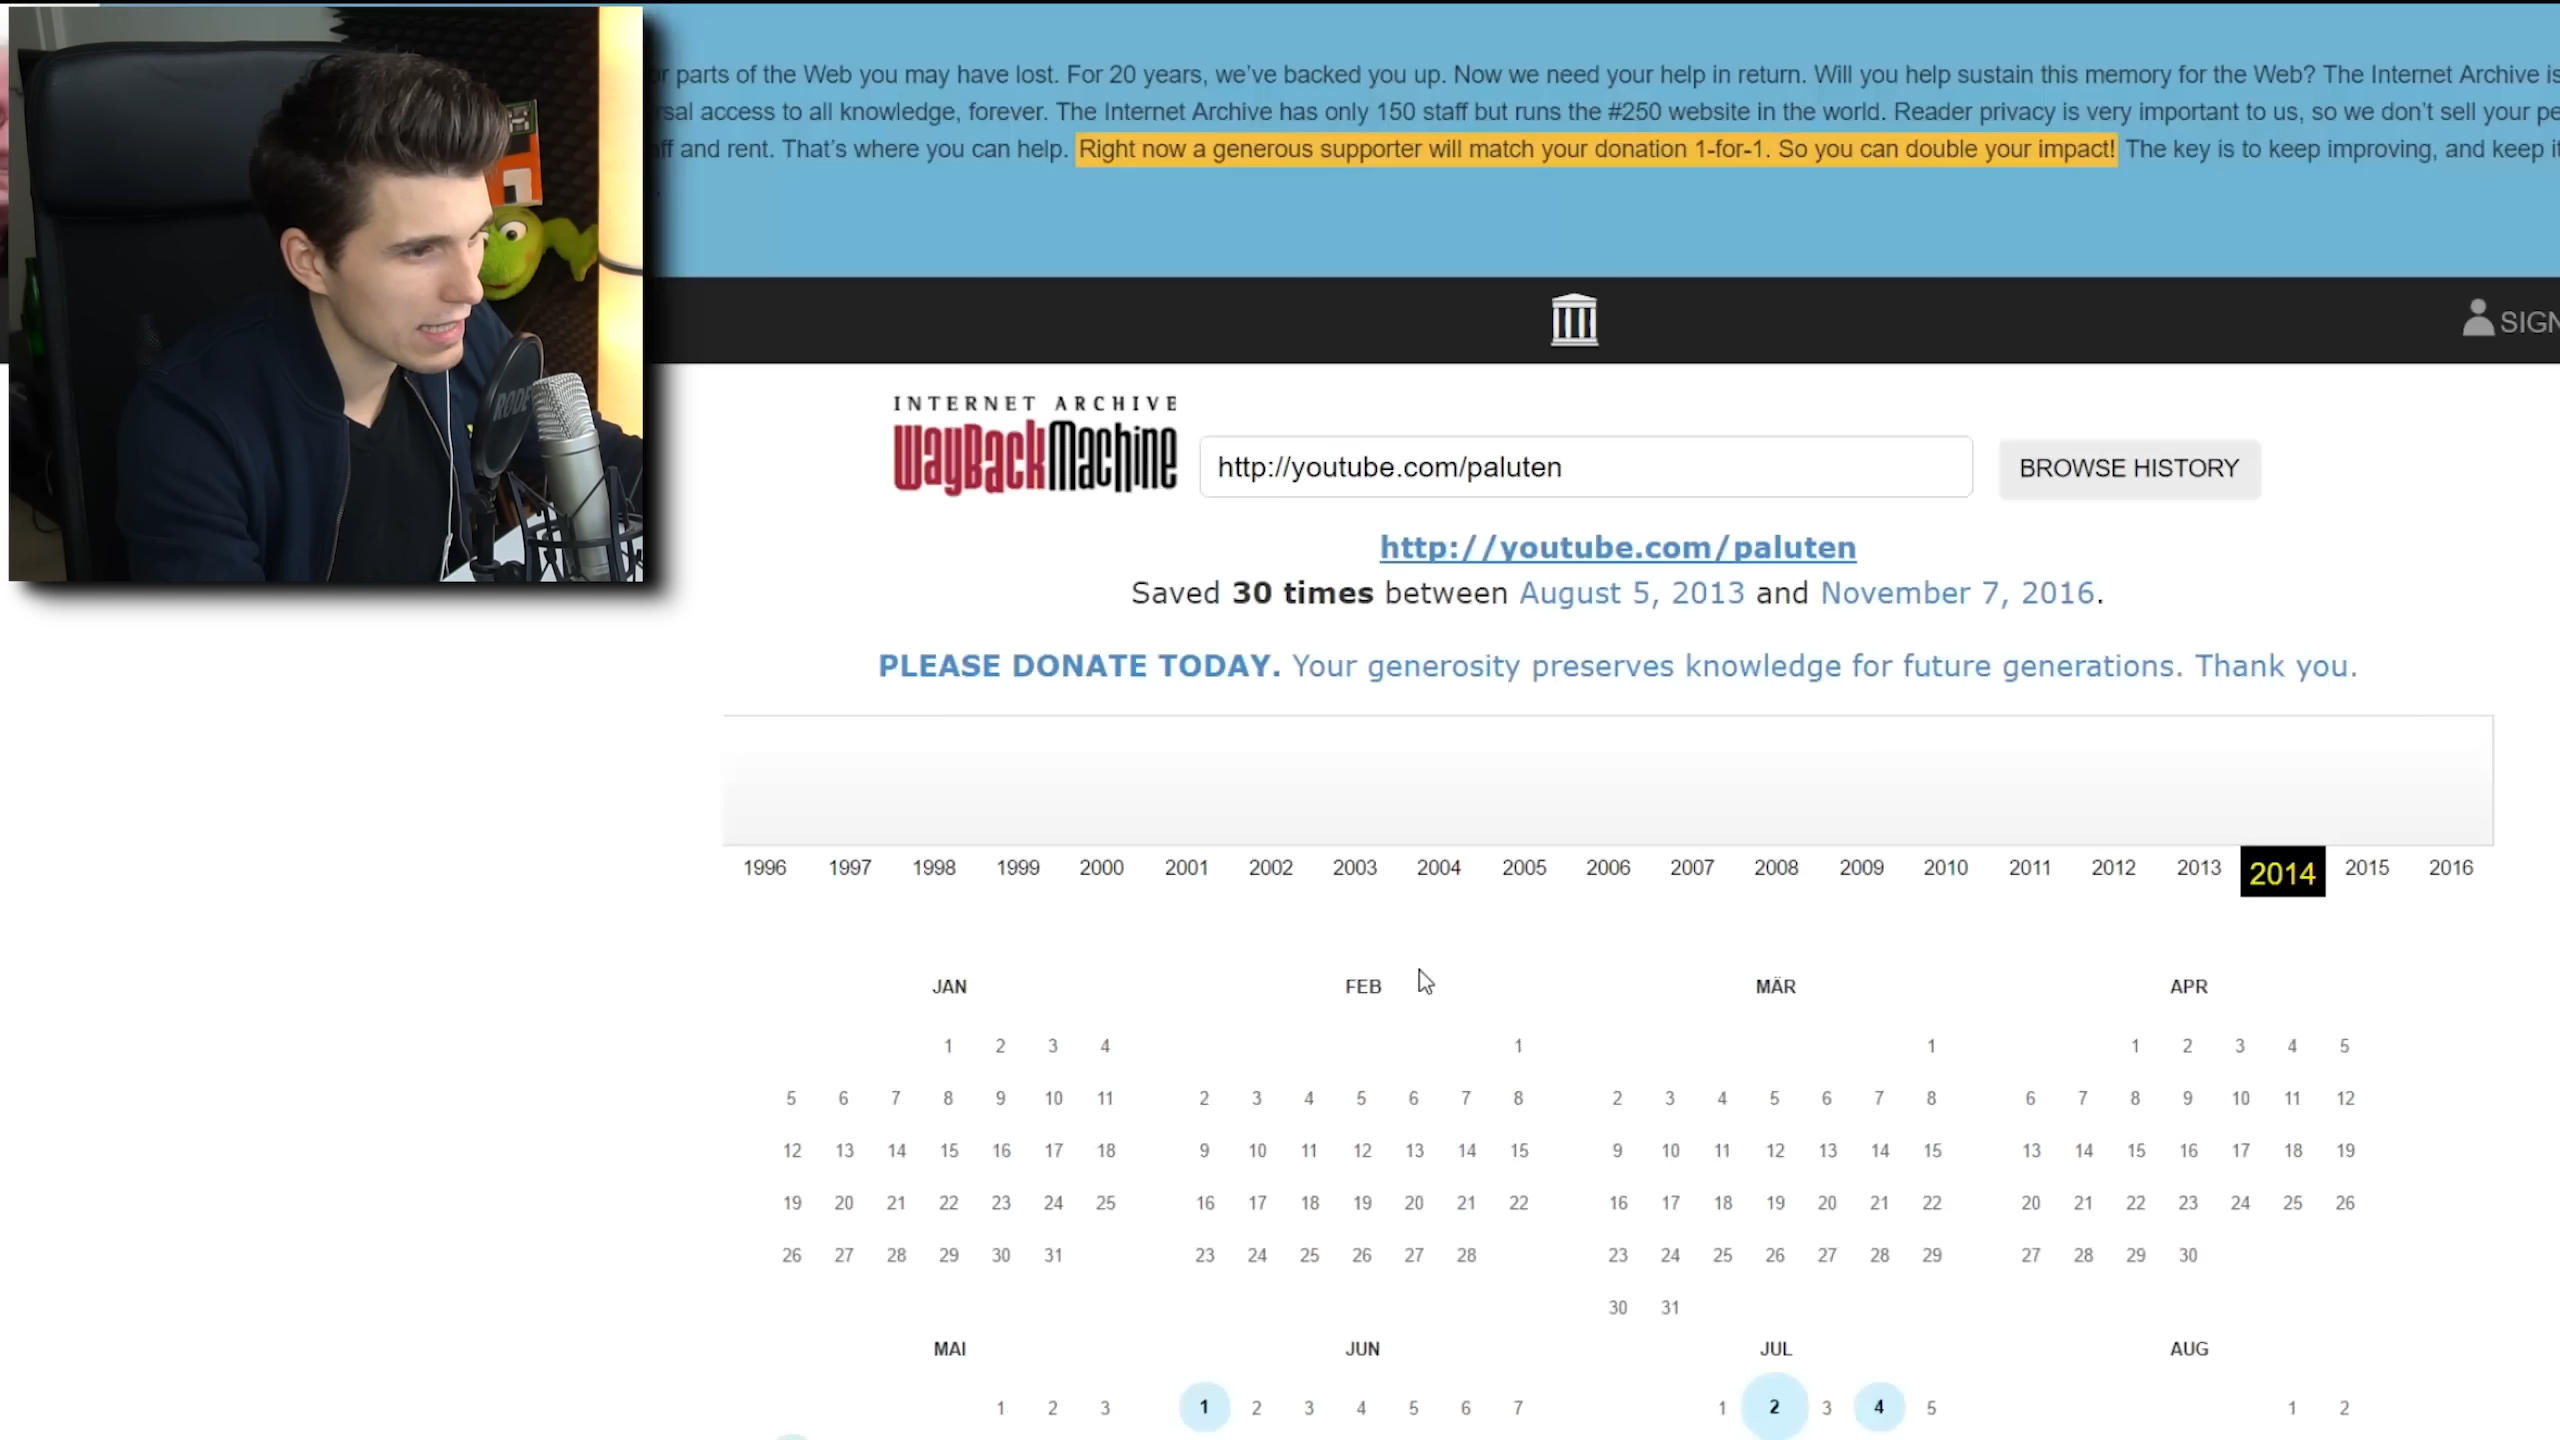 r parts of the Web you may have lost. For 20 years, we've backed you up. Now we need your help in return. Will you help sustain this memory for the Web? The Internet Archive is
rsal access to all knowledge, forever. The Internet Archive has only 150 staff but runs the #250 website in the world. Reader privacy is very important to us, so we don't sell your pe
ff and rent. That's where you can help. Right now a generous supporter will match your donation 1-for-1. So you can double your impact! The key is to keep improving, and keep it
SIGN
RODE
INTERNET ARCHIVE
WayBackMachine
http://youtube.com/paluten
BROWSE HISTORY
http://youtube.com/paluten
Saved 30 times between August 5, 2013 and November 7, 2016.
PLEASE DONATE TODAY. Your generosity preserves knowledge for future generations. Thank you.
1996 1997 1998 1999 2000 2001 2002 2003 2004 2005 2006 2007 2008 2009 2010 2011 2012 2013 2014 2015 2016
JAN FEB MÄR APR
1 2 3 4 1 1 1 2 3 4 5
5 6 7 8 9 10 11 2 3 4 5 6 7 8 2 3 4 5 6 7 8 6 7 8 9 10 11 12
12 13 14 15 16 17 18 9 10 11 12 13 14 15 9 10 11 12 13 14 15 13 14 15 16 17 18 19
19 20 21 22 23 24 25 16 17 18 19 20 21 22 16 17 18 19 20 21 22 20 21 22 23 24 25 26
26 27 28 29 30 31 23 24 25 26 27 28 23 24 25 26 27 28 29 27 28 29 30
30 31
MAI JUN JUL AUG
1 2 3 1 2 3 4 5 6 7 1 2 3 4 5 1 2